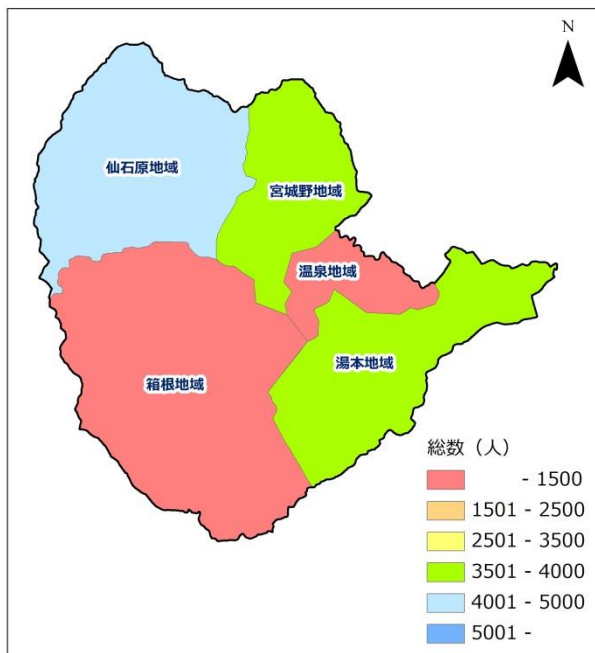 N
仙石原地域
宮城野地域
温泉地域
湯本地域
箱根地域
総数（人）
- 1500
1501 - 2500
2501 - 3500
3501 - 4000
4001 - 5000
5001 -